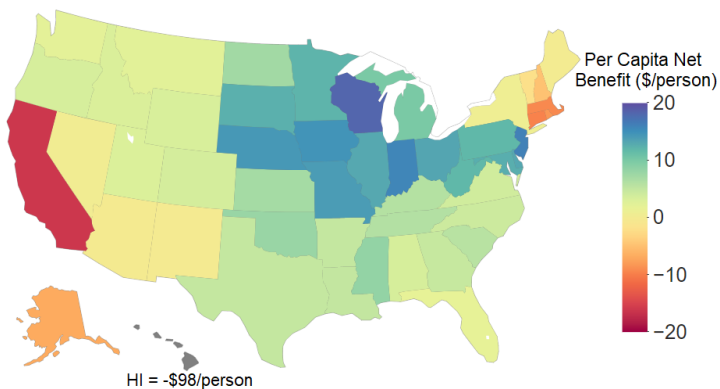 Per Capita Net
Benefit ($/person)
20
10
0
−10
−20
HI = -$98/person